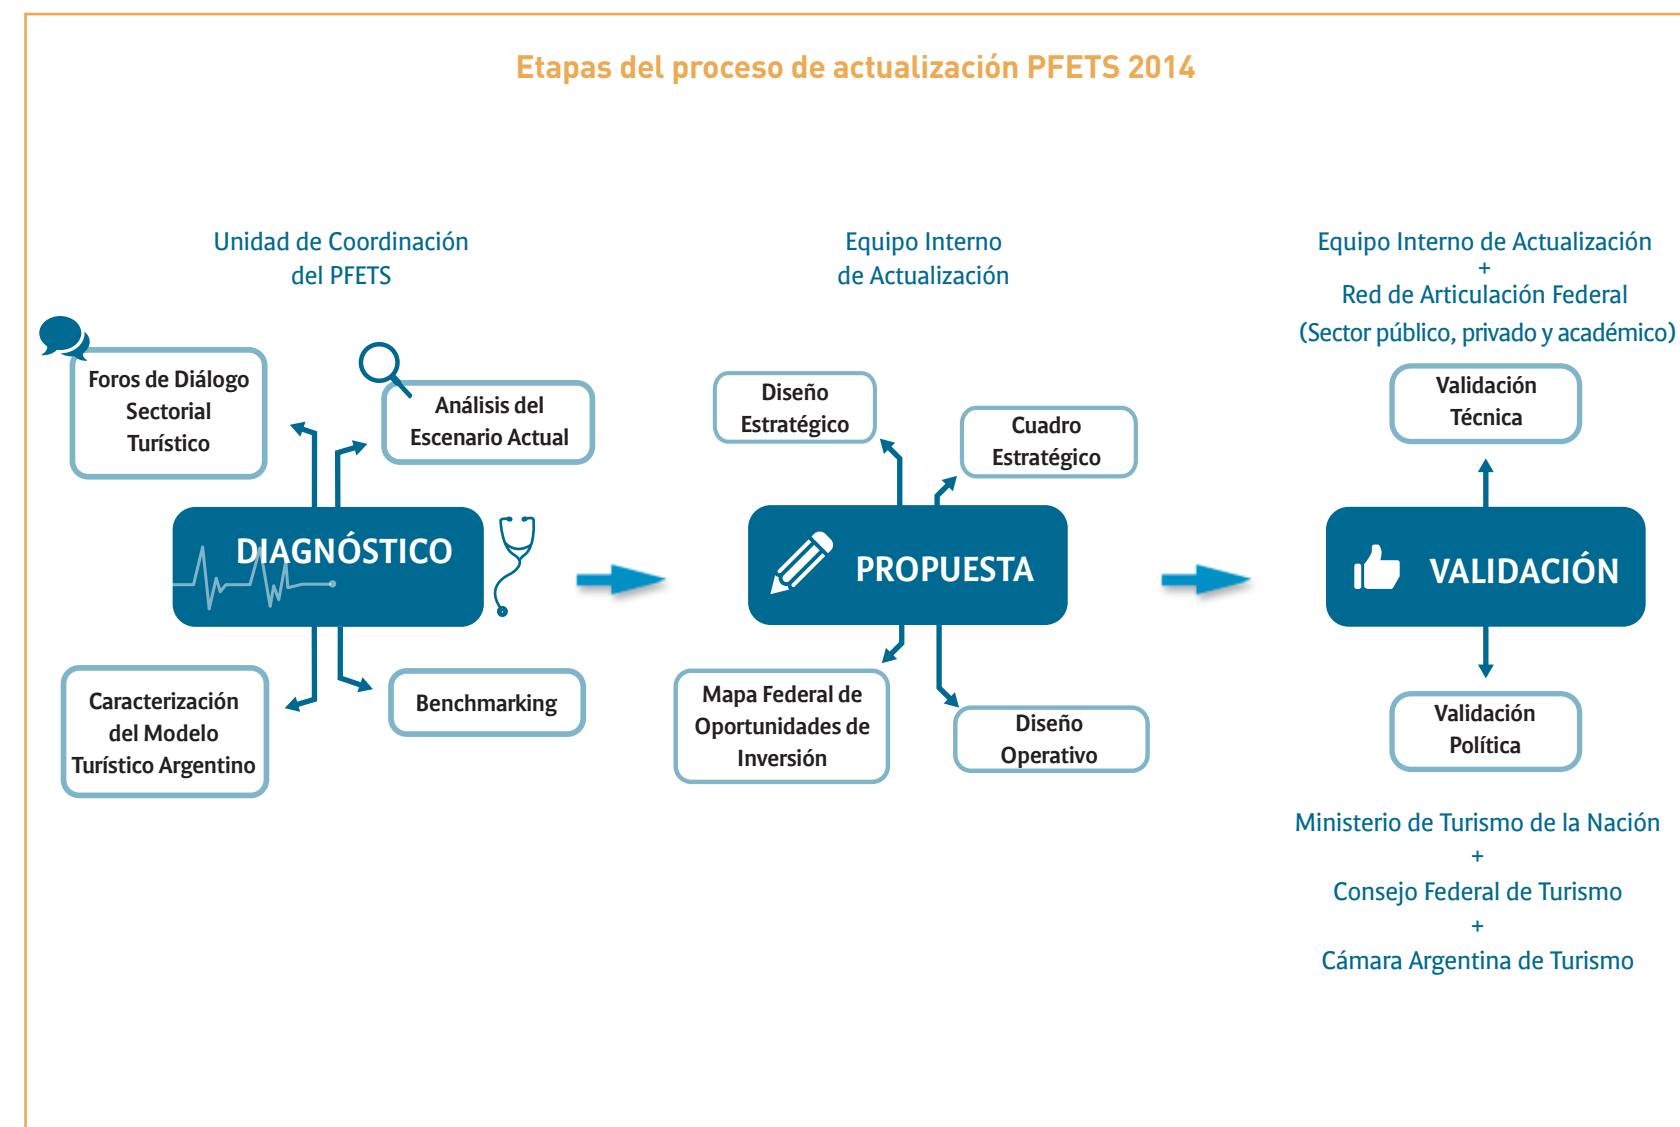 Etapas del proceso de actualización PFETS 2014
Unidad de Coordinación
del PFETS
Foros de Diálogo
Sectorial
Turístico
Análisis del
Escenario Actual
DIAGNÓSTICO
Caracterización
del Modelo
Turístico Argentino
Benchmarking
Equipo Interno
de Actualización
Diseño
Estratégico
Cuadro
Estratégico
PROPUESTA
Mapa Federal de
Oportunidades de
Inversión
Diseño
Operativo
Equipo Interno de Actualización
+
Red de Articulación Federal
(Sector público, privado y académico)
Validación
Técnica
VALIDACIÓN
Validación
Política
Ministerio de Turismo de la Nación
+
Consejo Federal de Turismo
+
Cámara Argentina de Turismo